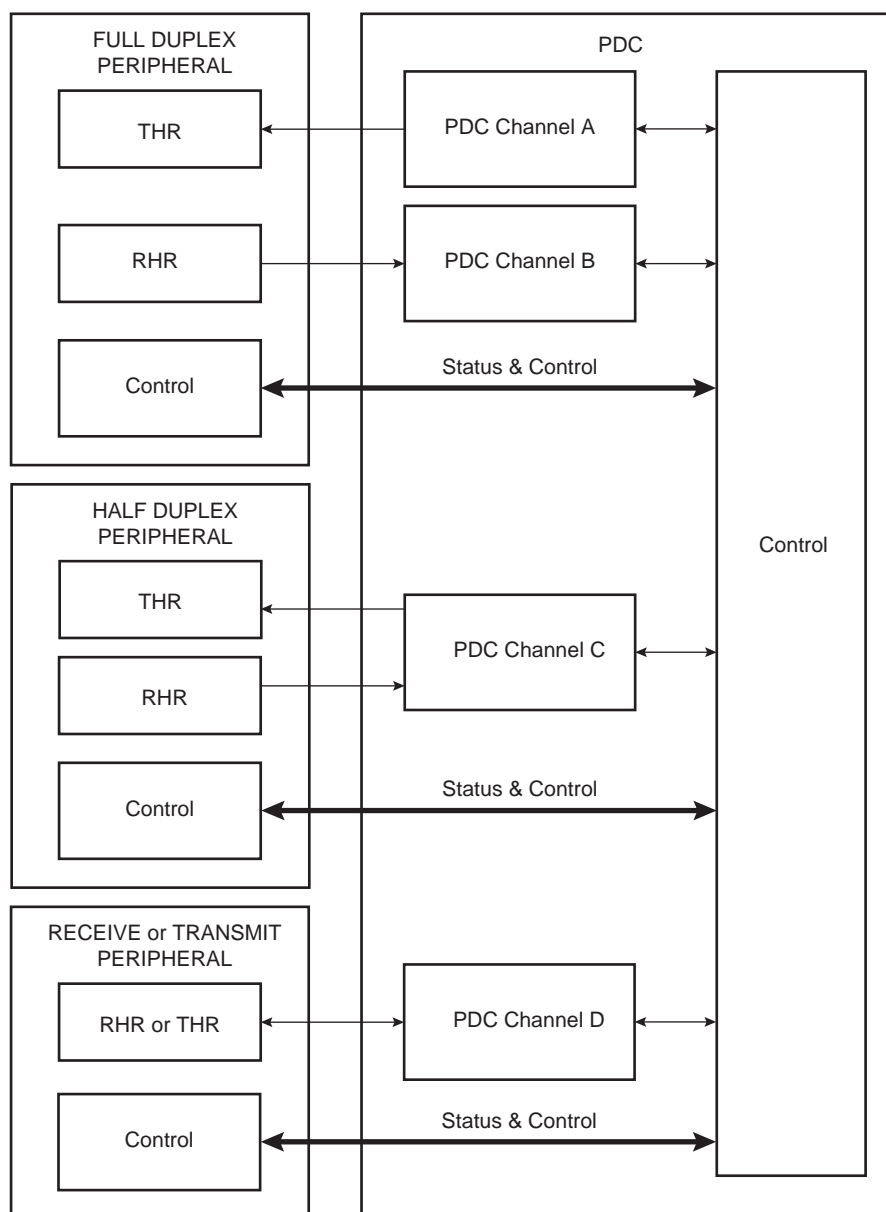 FULL DUPLEX
PERIPHERAL
THR
RHR
Control
PDC
PDC Channel A
PDC Channel B
Status & Control
HALF DUPLEX
PERIPHERAL
THR
RHR
Control
PDC Channel C
Status & Control
Control
RECEIVE or TRANSMIT
PERIPHERAL
RHR or THR
Control
PDC Channel D
Status & Control